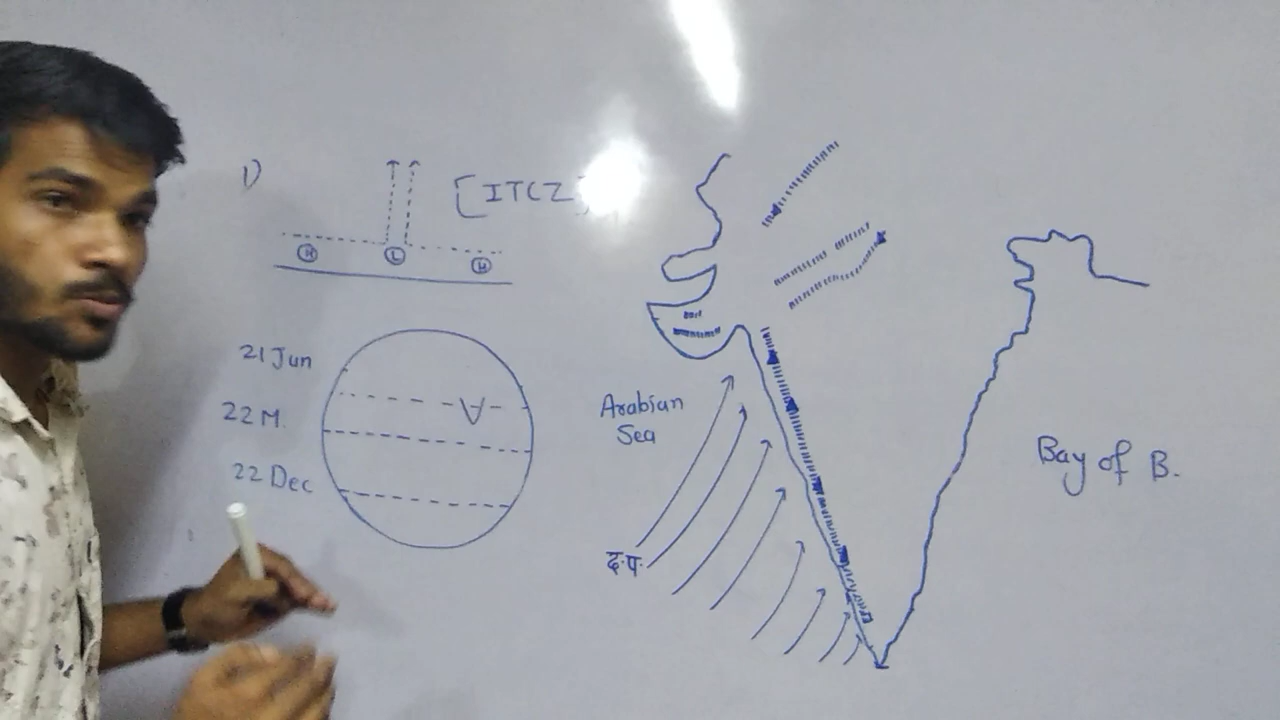 1)
[ITCZ]
H L H
21 Jun
22 M.
22 Dec
Arabian
Sea
द.प.
Bay of B.